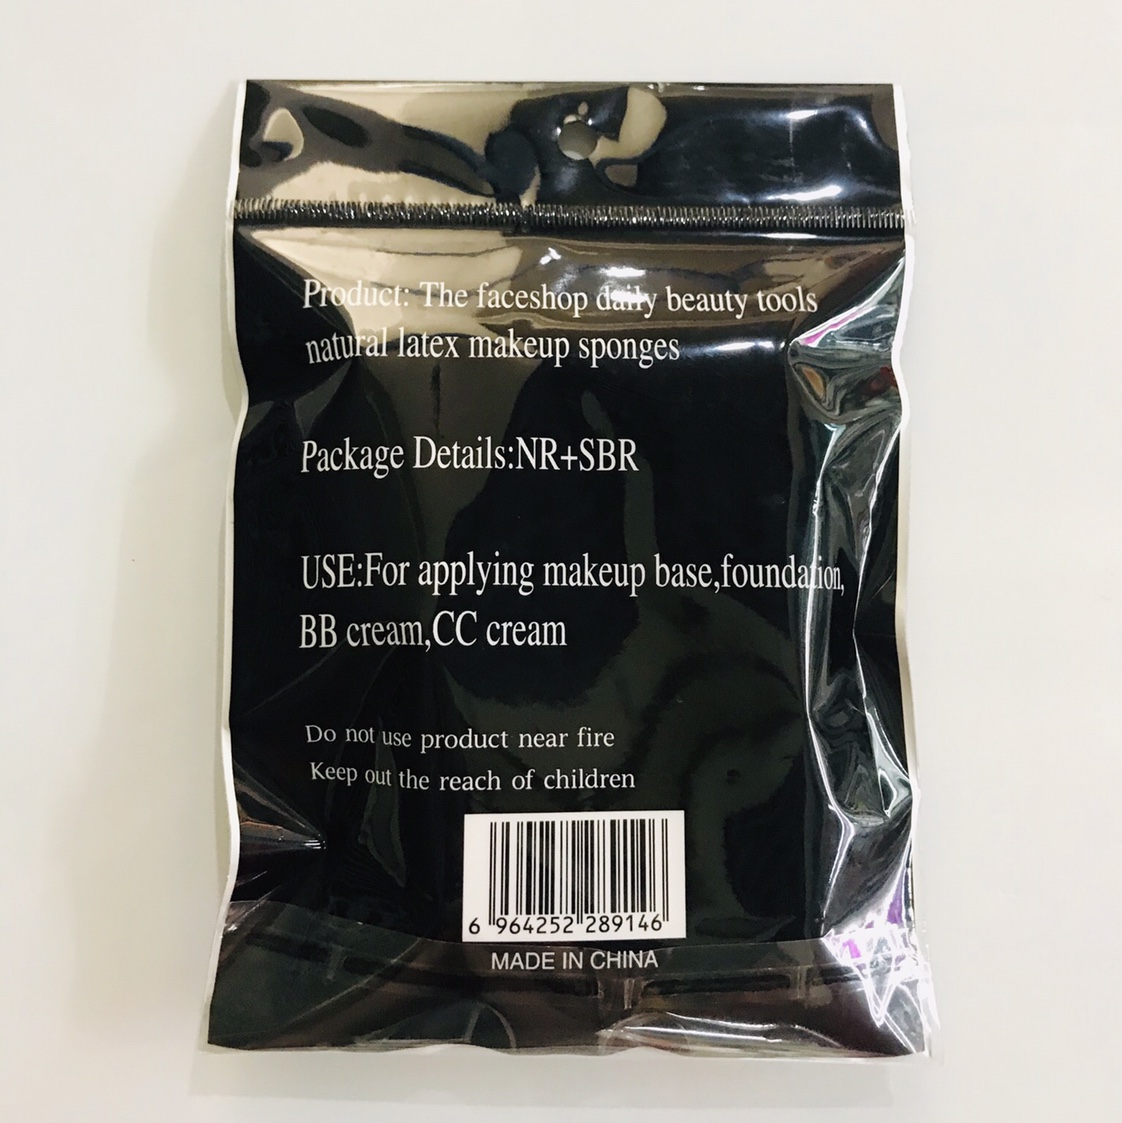 Product: The faceshop daily beauty tools
natural latex makeup sponges
Package Details:NR+SBR
USE:For applying makeup base,foundation,
BB cream,CC cream
Do not use product near fire
Keep out the reach of children
6 964252 289146
MADE IN CHINA